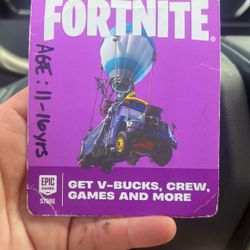 FORTNITE®
AGE: 11-16yrs
EPIC
GAMES
STORE
GET V-BUCKS, CREW,
GAMES AND MORE